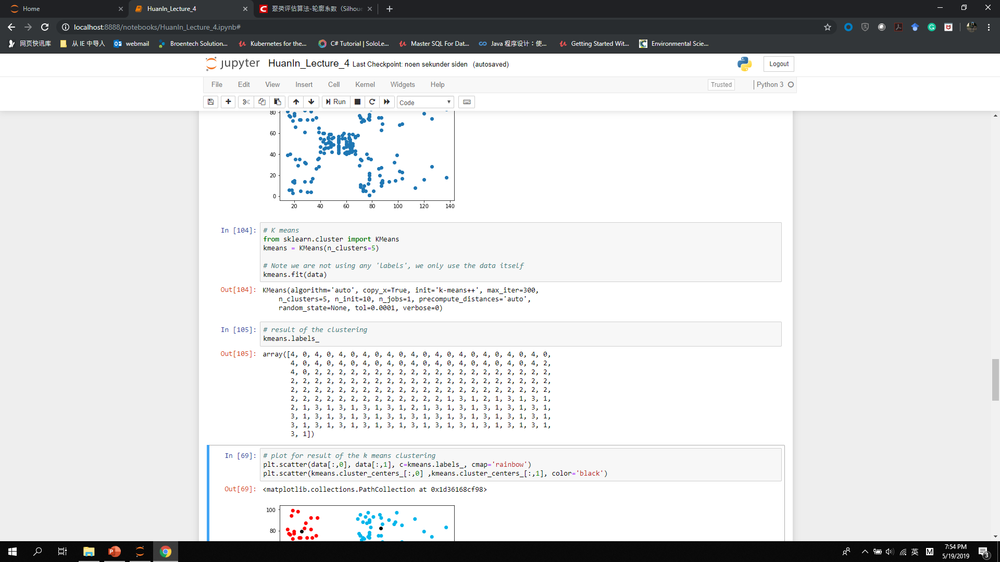 Home
HuanIn_Lecture_4
聚类评估算法-轮廓系数（Silhoue
localhost:8888/notebooks/HuanIn_Lecture_4.ipynb#
网页快讯库
从 IE 中导入
webmail
Broentech Solution...
Kubernetes for the...
C# Tutorial | SoloLe...
Master SQL For Dat...
Java 程序设计：使...
Getting Started Wit...
Environmental Scie...
jupyter
HuanIn_Lecture_4 Last Checkpoint: noen sekunder siden (autosaved)
Logout
File Edit View Insert Cell Kernel Widgets Help
Trusted
Python 3
Run
Code
80
60
40
20
0
20 40 60 80 100 120 140
In [104]:
# K means
from sklearn.cluster import KMeans
kmeans = KMeans(n_clusters=5)
# Note we are not using any 'labels', we only use the data itself
kmeans.fit(data)
Out[104]:
KMeans(algorithm='auto', copy_x=True, init='k-means++', max_iter=300,
n_clusters=5, n_init=10, n_jobs=1, precompute_distances='auto',
random_state=None, tol=0.0001, verbose=0)
In [105]:
# result of the clustering
kmeans.labels_
Out[105]:
array([4, 0, 4, 0, 4, 0, 4, 0, 4, 0, 4, 0, 4, 0, 4, 0, 4, 0, 4, 0, 4, 0,
4, 0, 4, 0, 4, 0, 4, 0, 4, 0, 4, 0, 4, 0, 4, 0, 4, 0, 4, 2,
4, 0, 2, 2, 2, 2, 2, 2, 2, 2, 2, 2, 2, 2, 2, 2, 2, 2, 2, 2,
2, 2, 2, 2, 2, 2, 2, 2, 2, 2, 2, 2, 2, 2, 2, 2, 2, 2, 2, 2,
2, 2, 2, 2, 2, 2, 2, 2, 2, 2, 2, 2, 2, 2, 2, 2, 2, 2, 2, 2,
2, 2, 2, 2, 2, 2, 2, 2, 2, 2, 2, 2, 2, 1, 3, 1, 2, 1, 3, 1, 3, 1,
2, 1, 3, 1, 3, 1, 3, 1, 3, 1, 2, 1, 3, 1, 3, 1, 3, 1, 3, 1, 3, 1,
3, 1, 3, 1, 3, 1, 3, 1, 3, 1, 3, 1, 3, 1, 3, 1, 3, 1, 3, 1, 3, 1,
3, 1, 3, 1, 3, 1, 3, 1, 3, 1, 3, 1, 3, 1, 3, 1, 3, 1, 3, 1, 3, 1,
3, 1])
In [69]:
# plot for result of the k means clustering
plt.scatter(data[:,0], data[:,1], c=kmeans.labels_, cmap='rainbow')
plt.scatter(kmeans.cluster_centers_[:,0] ,kmeans.cluster_centers_[:,1], color='black')
Out[69]:
<matplotlib.collections.PathCollection at 0x1d36168cf98>
100
80
英
M
7:54 PM
5/19/2019
3